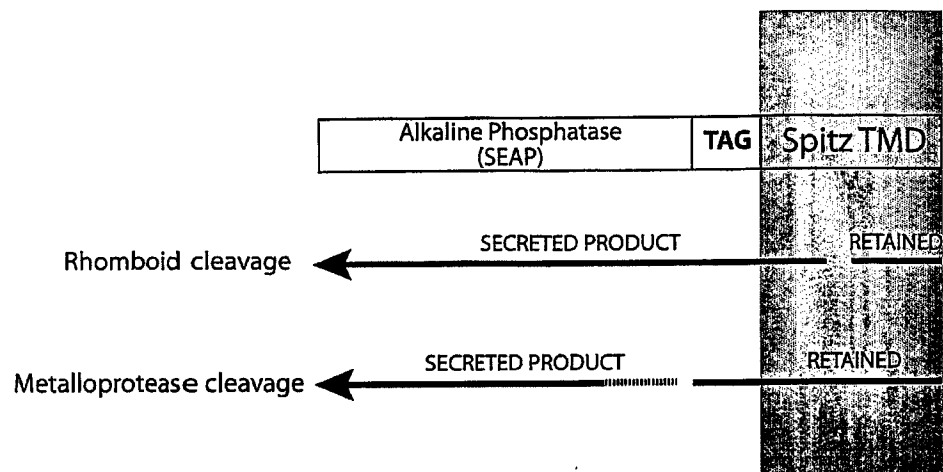 Alkaline Phosphatase
(SEAP)
TAG
Spitz TMD
SECRETED PRODUCT
RETAINED
Rhomboid cleavage
SECRETED PRODUCT
RETAINED
Metalloprotease cleavage